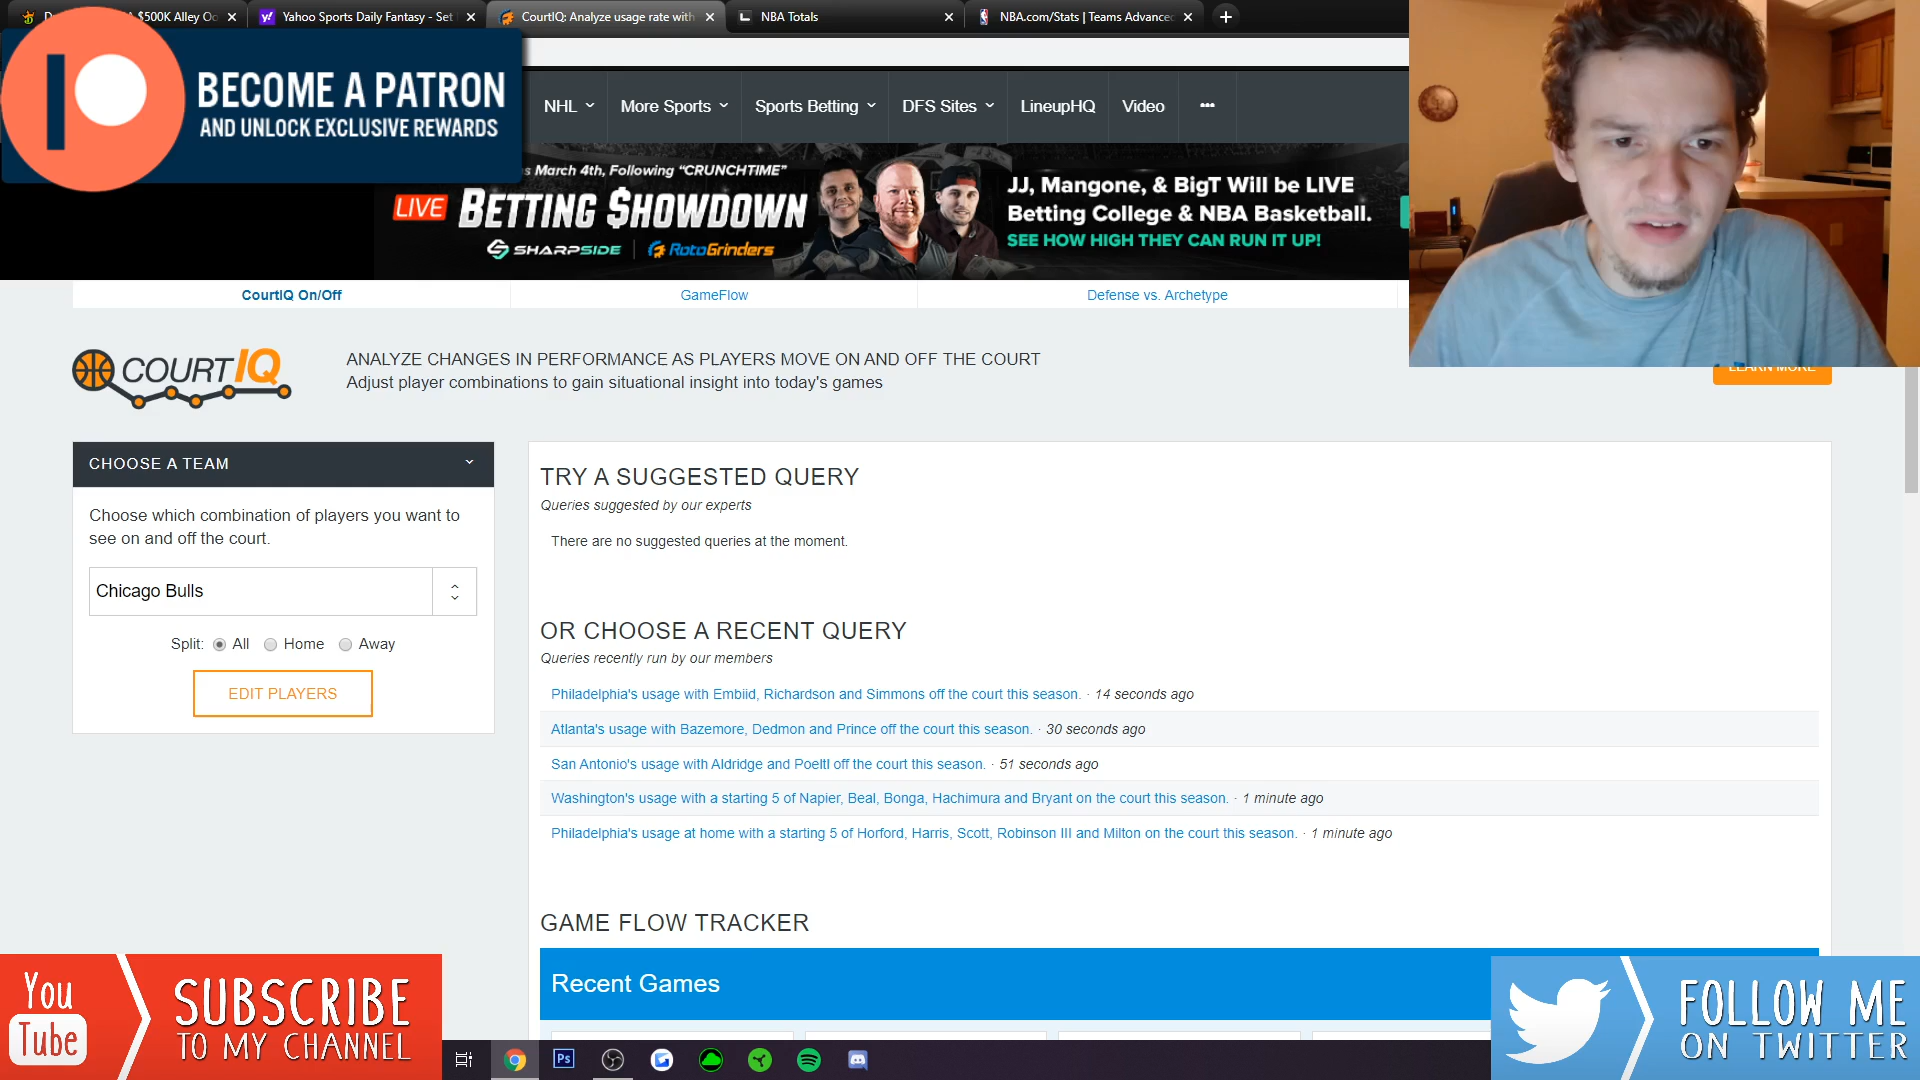 $500K Alley Oo
Yahoo Sports Daily Fantasy - Set
CourtIQ: Analyze usage rate with
NBA Totals
NBA.com/Stats | Teams Advanced
BECOME A PATRON
AND UNLOCK EXCLUSIVE REWARDS
NHL
More Sports
Sports Betting
DFS Sites
LineupHQ
Video
March 4th, Following "CRUNCHTIME"
LIVE BETTING $HOWDOWN
SHARPSIDE | RotoGrinders
JJ, Mangone, & BigT Will be LIVE
Betting College & NBA Basketball.
SEE HOW HIGH THEY CAN RUN IT UP!
CourtIQ On/Off
GameFlow
Defense vs. Archetype
COURTIQ
ANALYZE CHANGES IN PERFORMANCE AS PLAYERS MOVE ON AND OFF THE COURT
Adjust player combinations to gain situational insight into today's games
LEARN MORE
CHOOSE A TEAM
Choose which combination of players you want to
see on and off the court.
Chicago Bulls
Split: All Home Away
EDIT PLAYERS
TRY A SUGGESTED QUERY
Queries suggested by our experts
There are no suggested queries at the moment.
OR CHOOSE A RECENT QUERY
Queries recently run by our members
Philadelphia's usage with Embiid, Richardson and Simmons off the court this season. · 14 seconds ago
Atlanta's usage with Bazemore, Dedmon and Prince off the court this season. · 30 seconds ago
San Antonio's usage with Aldridge and Poeltl off the court this season. · 51 seconds ago
Washington's usage with a starting 5 of Napier, Beal, Bonga, Hachimura and Bryant on the court this season. · 1 minute ago
Philadelphia's usage at home with a starting 5 of Horford, Harris, Scott, Robinson III and Milton on the court this season. · 1 minute ago
GAME FLOW TRACKER
Recent Games
You
Tube
SUBSCRIBE
TO MY CHANNEL
FOLLOW ME
ON TWITTER
Ps